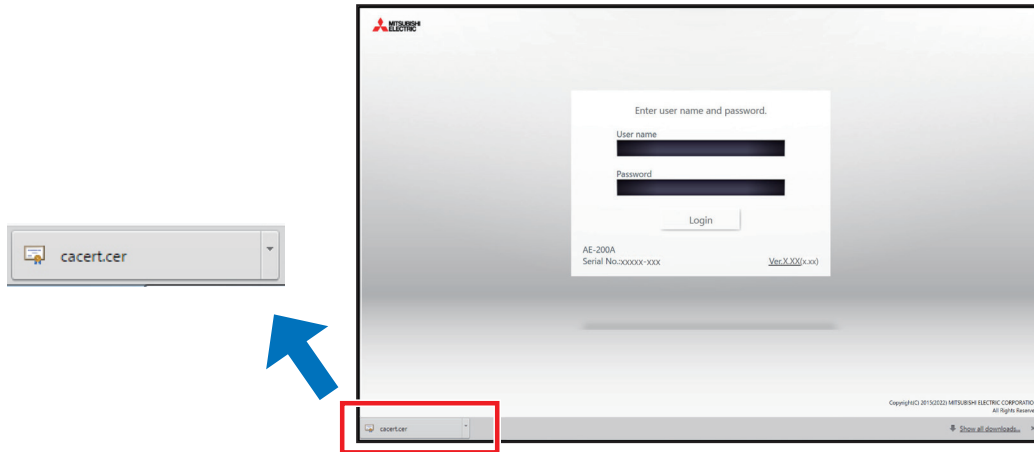 MITSUBISHI
ELECTRIC
Enter user name and password.
User name
Password
Login
AE-200A
Serial No.:xxxxx-xxx
Ver.X.XX(x.xx)
cacert.cer
Copyright(C) 2015(2022) MITSUBISHI ELECTRIC CORPORATIO
All Rights Reserve
cacert.cer
Show all downloads...